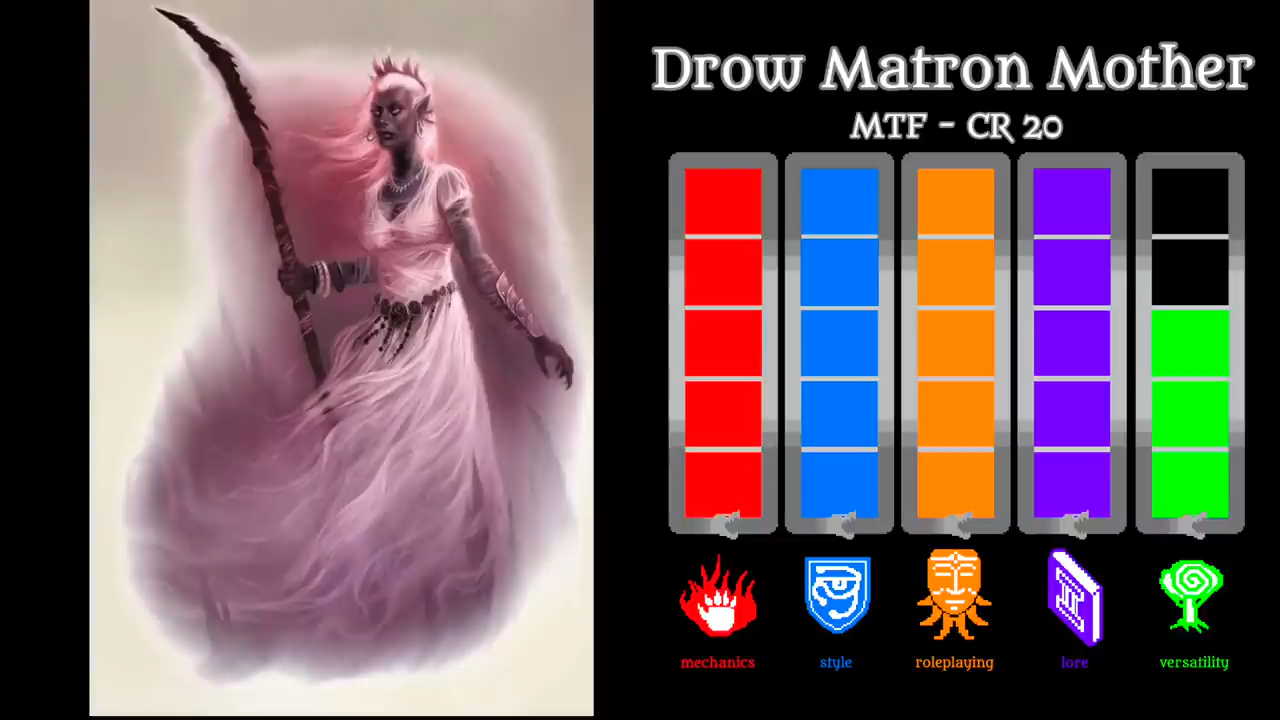 Drow Matron Mother
MTF - CR 20
mechanics
style
roleplaying
lore
versatility